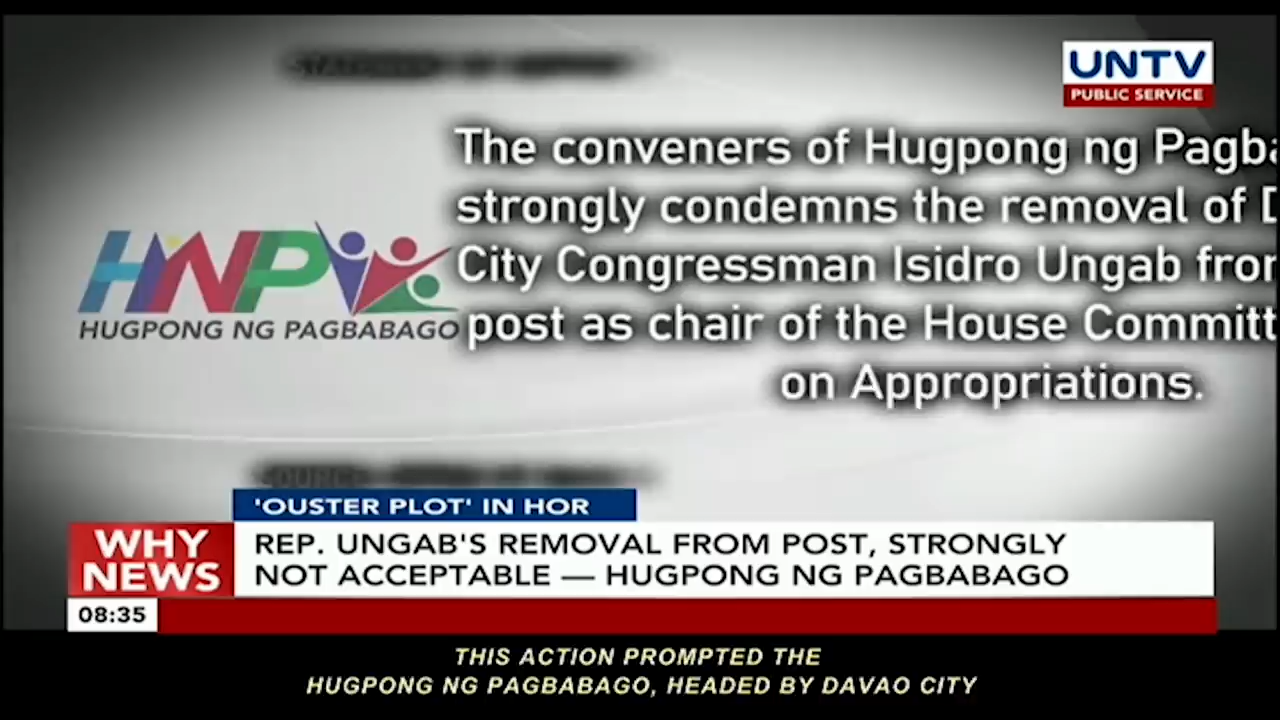 UNTV
PUBLIC SERVICE
The conveners of Hugpong ng Pagba
strongly condemns the removal of D
City Congressman Isidro Ungab from
post as chair of the House Committ
on Appropriations.
HNP
HUGPONG NG PAGBABAGO
'OUSTER PLOT' IN HOR
WHY
NEWS
REP. UNGAB'S REMOVAL FROM POST, STRONGLY
NOT ACCEPTABLE — HUGPONG NG PAGBABAGO
08:35
THIS ACTION PROMPTED THE
HUGPONG NG PAGBABAGO, HEADED BY DAVAO CITY